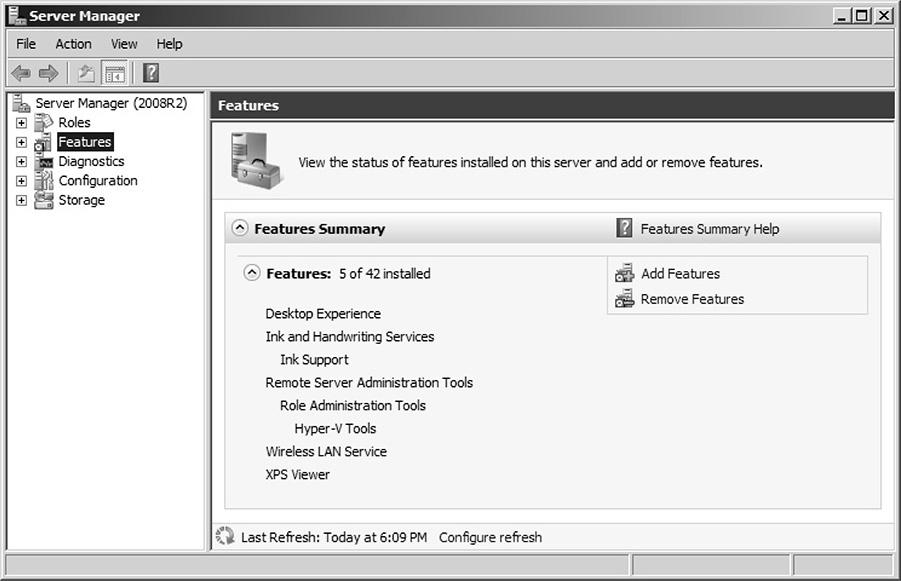 Server Manager
File Action View Help
Server Manager (2008R2)
Roles
Features
Diagnostics
Configuration
Storage
Features
View the status of features installed on this server and add or remove features.
Features Summary
Features Summary Help
Features: 5 of 42 installed
Add Features
Remove Features
Desktop Experience
Ink and Handwriting Services
Ink Support
Remote Server Administration Tools
Role Administration Tools
Hyper-V Tools
Wireless LAN Service
XPS Viewer
Last Refresh: Today at 6:09 PM Configure refresh